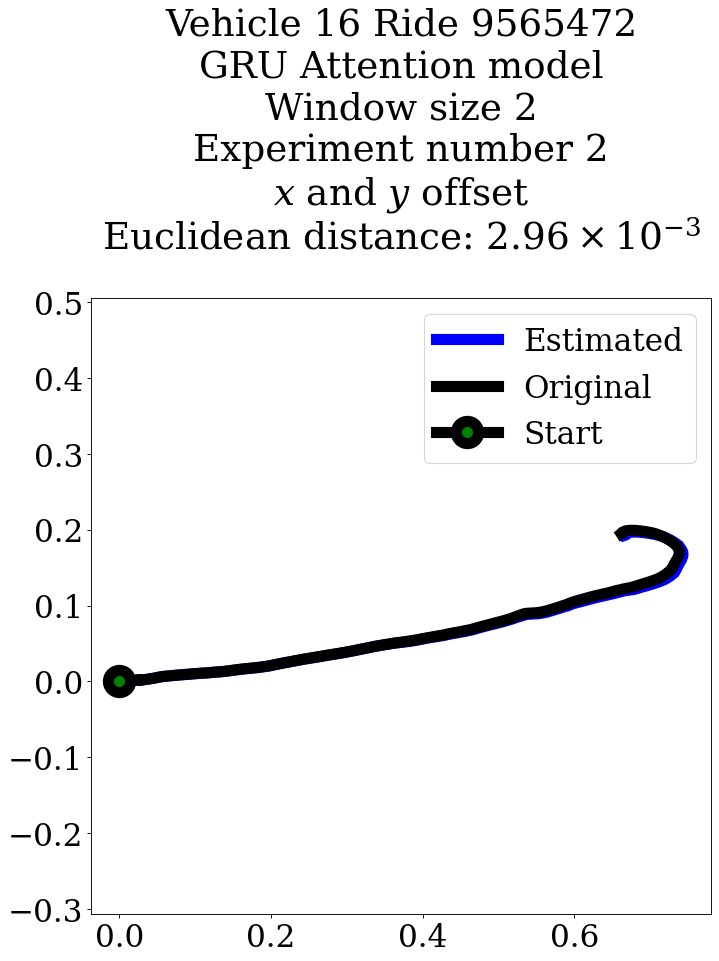 Vehicle 16 Ride 9565472
GRU Attention model
Window size 2
Experiment number 2
x and y offset
Euclidean distance: 2.96 × 10⁻³
0.5
0.4
0.3
0.2
0.1
0.0
−0.1
−0.2
−0.3
Estimated
Original
Start
0.0 0.2 0.4 0.6